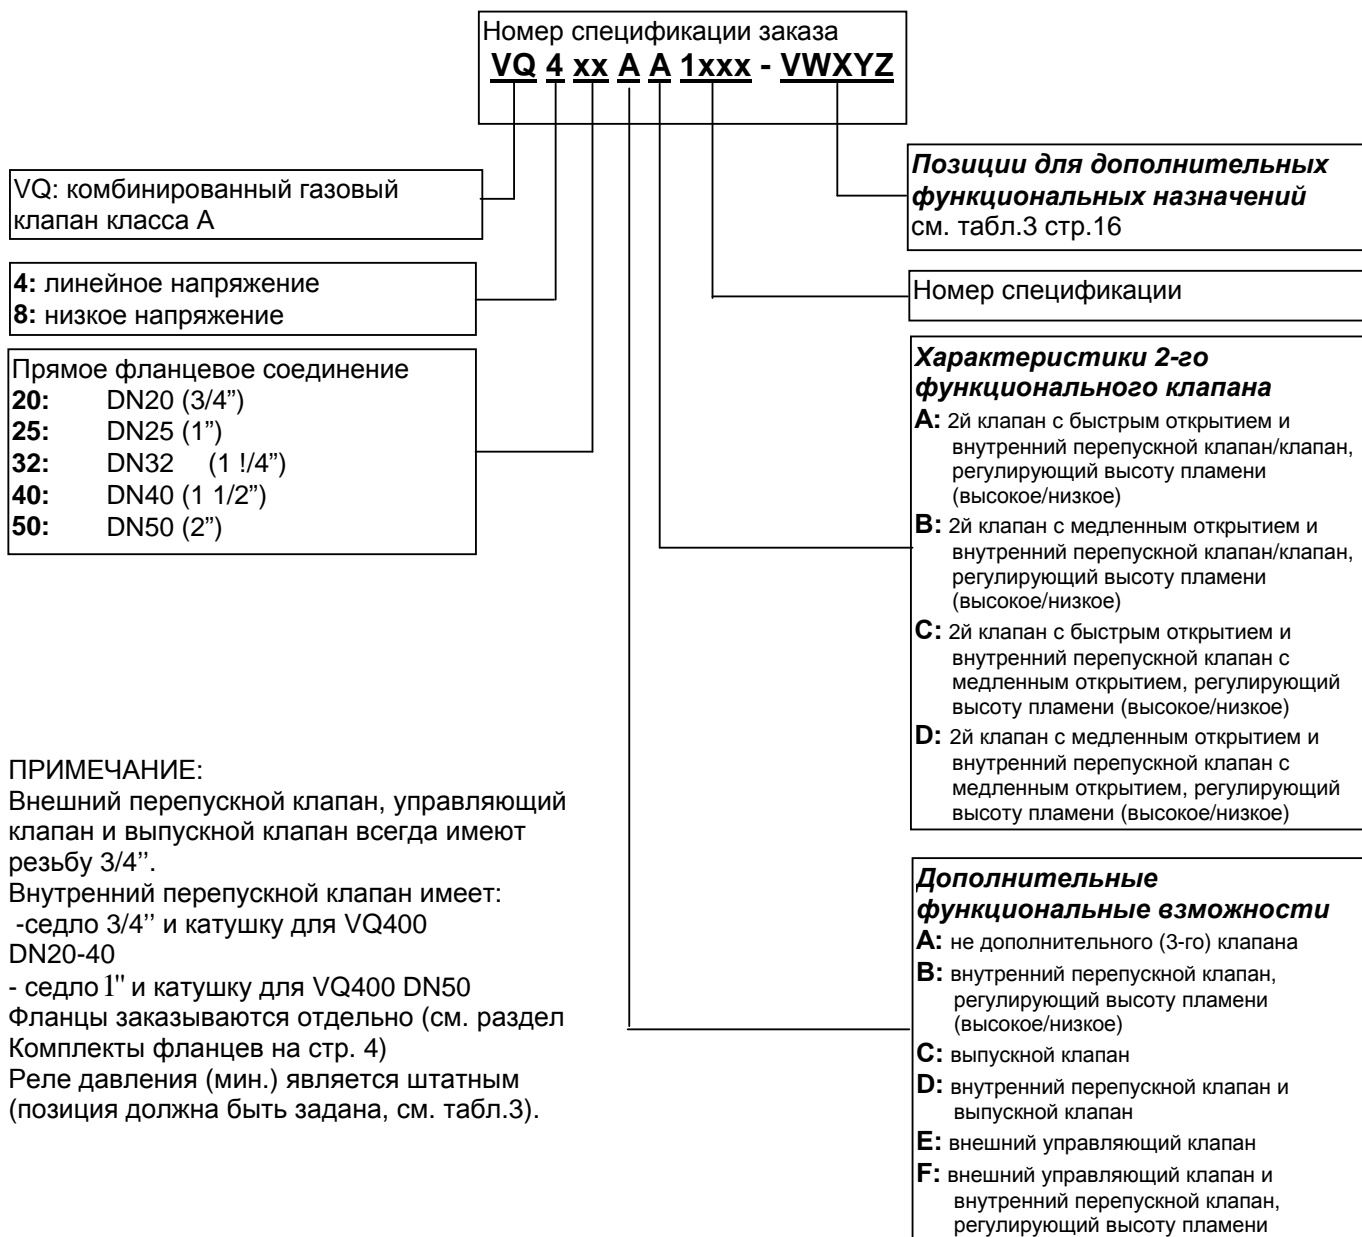 Номер спецификации заказа
VQ 4 xx A A 1xxx - VWXYZ
VQ: комбинированный газовый
клапан класса А
4: линейное напряжение
8: низкое напряжение
Прямое фланцевое соединение
20: DN20 (3/4”)
25: DN25 (1”)
32: DN32 (1 !/4”)
40: DN40 (1 1/2”)
50: DN50 (2”)
ПРИМЕЧАНИЕ:
Внешний перепускной клапан, управляющий
клапан и выпускной клапан всегда имеют
резьбу 3/4’’.
Внутренний перепускной клапан имеет:
-седло 3/4’’ и катушку для VQ400
DN20-40
- седло 1" и катушку для VQ400 DN50
Фланцы заказываются отдельно (см. раздел
Комплекты фланцев на стр. 4)
Реле давления (мин.) является штатным
(позиция должна быть задана, см. табл.3).
Позиции для дополнительных
функциональных назначений
см. табл.3 стр.16
Номер спецификации
Характеристики 2-го
функционального клапана
A: 2й клапан с быстрым открытием и
внутренний перепускной клапан/клапан,
регулирующий высоту пламени
(высокое/низкое)
B: 2й клапан с медленным открытием и
внутренний перепускной клапан/клапан,
регулирующий высоту пламени
(высокое/низкое)
C: 2й клапан с быстрым открытием и
внутренний перепускной клапан с
медленным открытием, регулирующий
высоту пламени (высокое/низкое)
D: 2й клапан с медленным открытием и
внутренний перепускной клапан с
медленным открытием, регулирующий
высоту пламени (высокое/низкое)
Дополнительные
функциональные взможности
A: не дополнительного (3-го) клапана
B: внутренний перепускной клапан,
регулирующий высоту пламени
(высокое/низкое)
C: выпускной клапан
D: внутренний перепускной клапан и
выпускной клапан
E: внешний управляющий клапан
F: внешний управляющий клапан и
внутренний перепускной клапан,
регулирующий высоту пламени